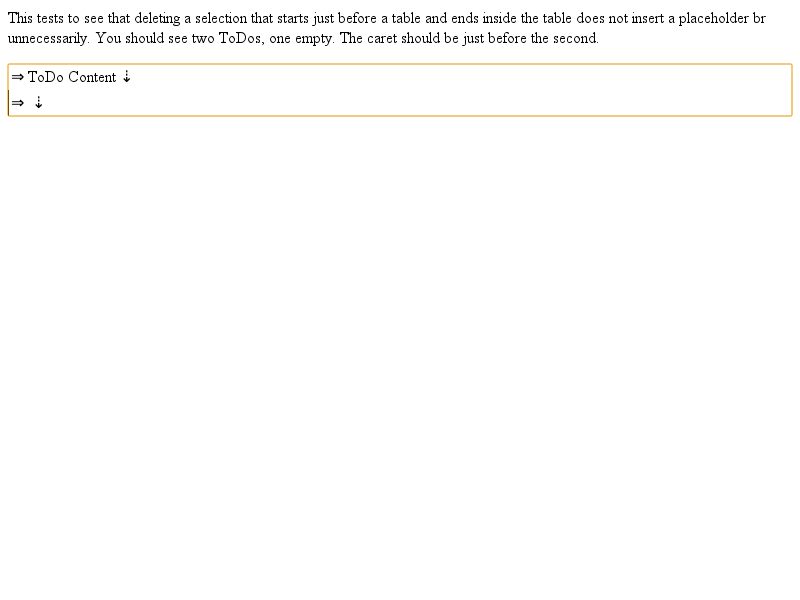 This tests to see that deleting a selection that starts just before a table and ends inside the table does not insert a placeholder br
unnecessarily. You should see two ToDos, one empty. The caret should be just before the second.
⇒ ToDo Content ⇣
⇒ ⇣